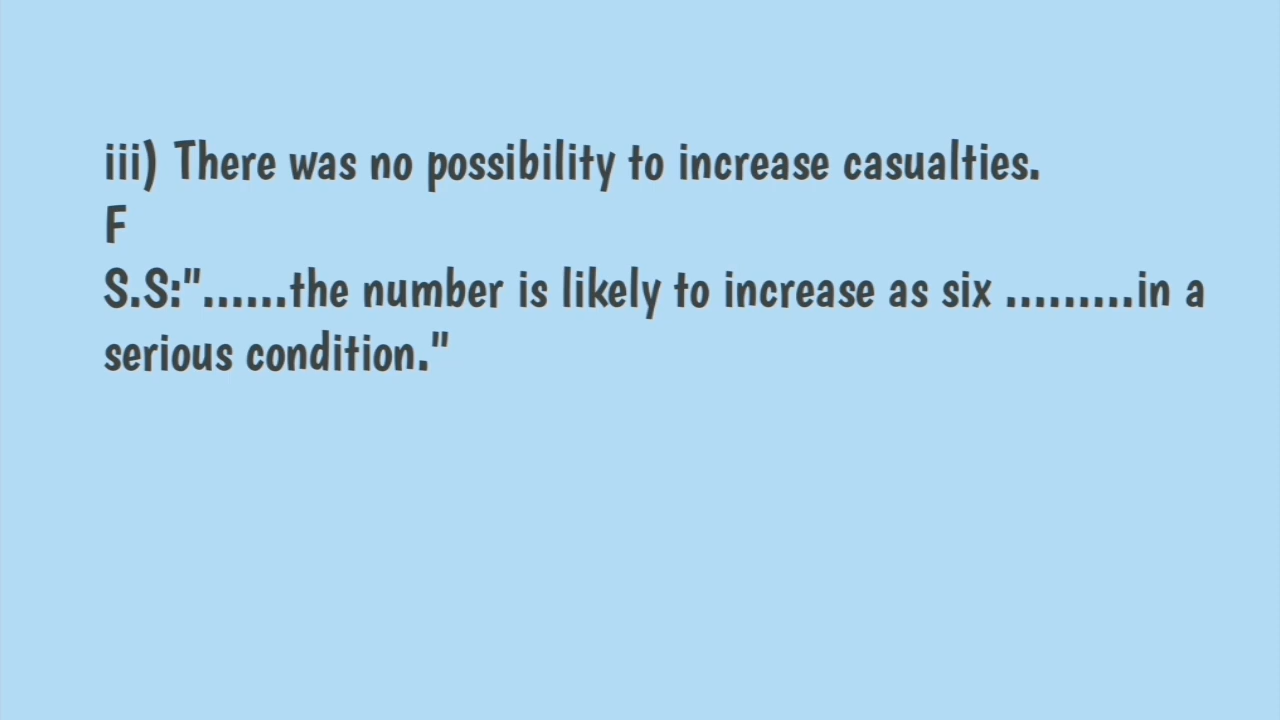 iii) There was no possibility to increase casualties.
F
S.S:"......the number is likely to increase as six .........in a
serious condition."